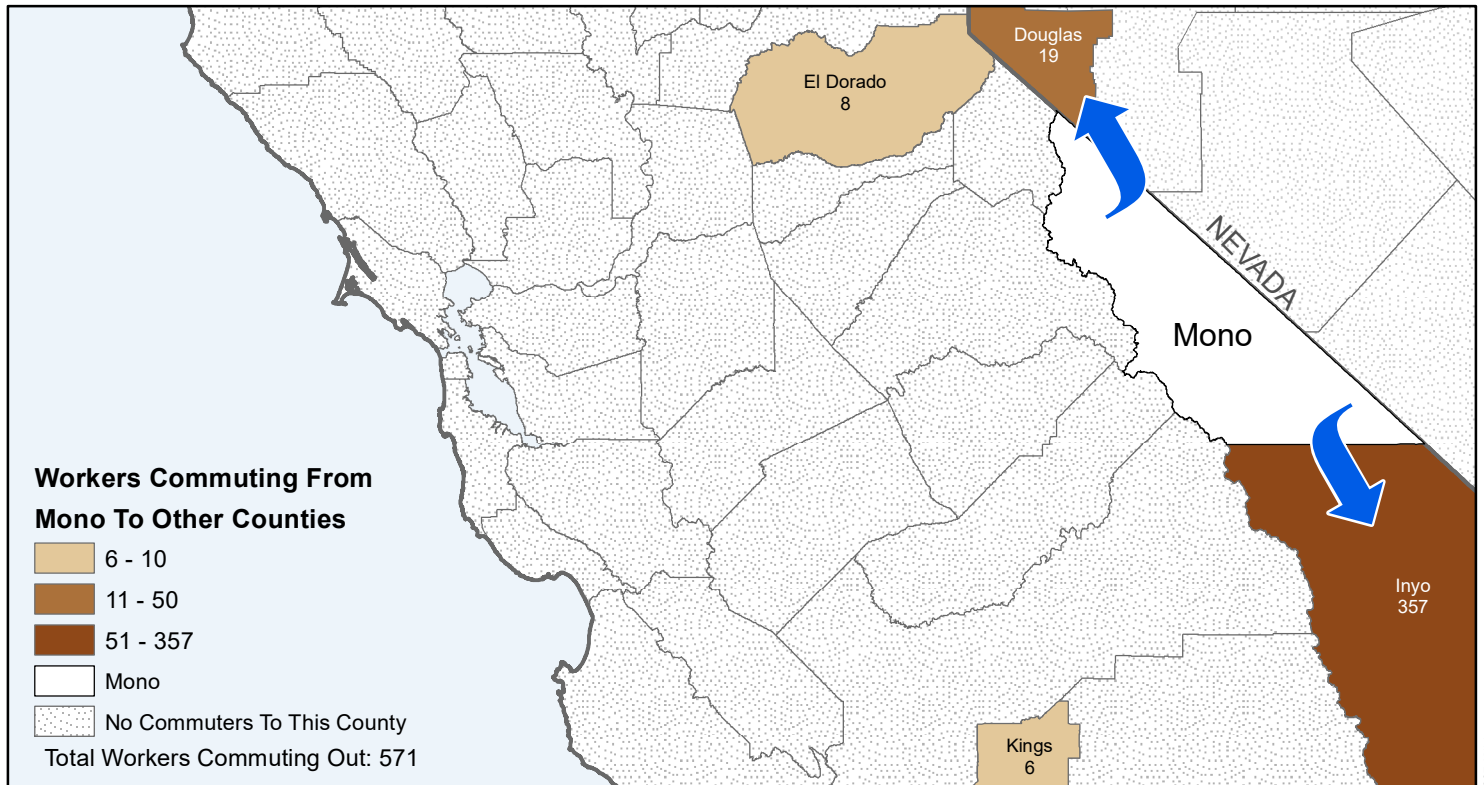 Douglas
19
El Dorado
8
NEVADA
Mono
Inyo
357
Kings
6
Workers Commuting From
Mono To Other Counties
6 - 10
11 - 50
51 - 357
Mono
No Commuters To This County
Total Workers Commuting Out: 571